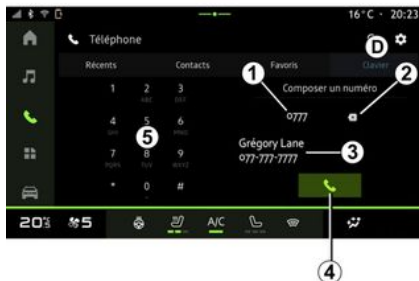 16°C · 20:23
Téléphone
D
Récents Contacts Favoris Clavier
1 2 3
ABC DEF
Composer un numéro
1 2
0777
4 5 6
GHI MNO
5
Grégory Lane
077-777-7777
3
7 8 9
PQRS TUV WXYZ
* 0 #
20 5 A/C
4